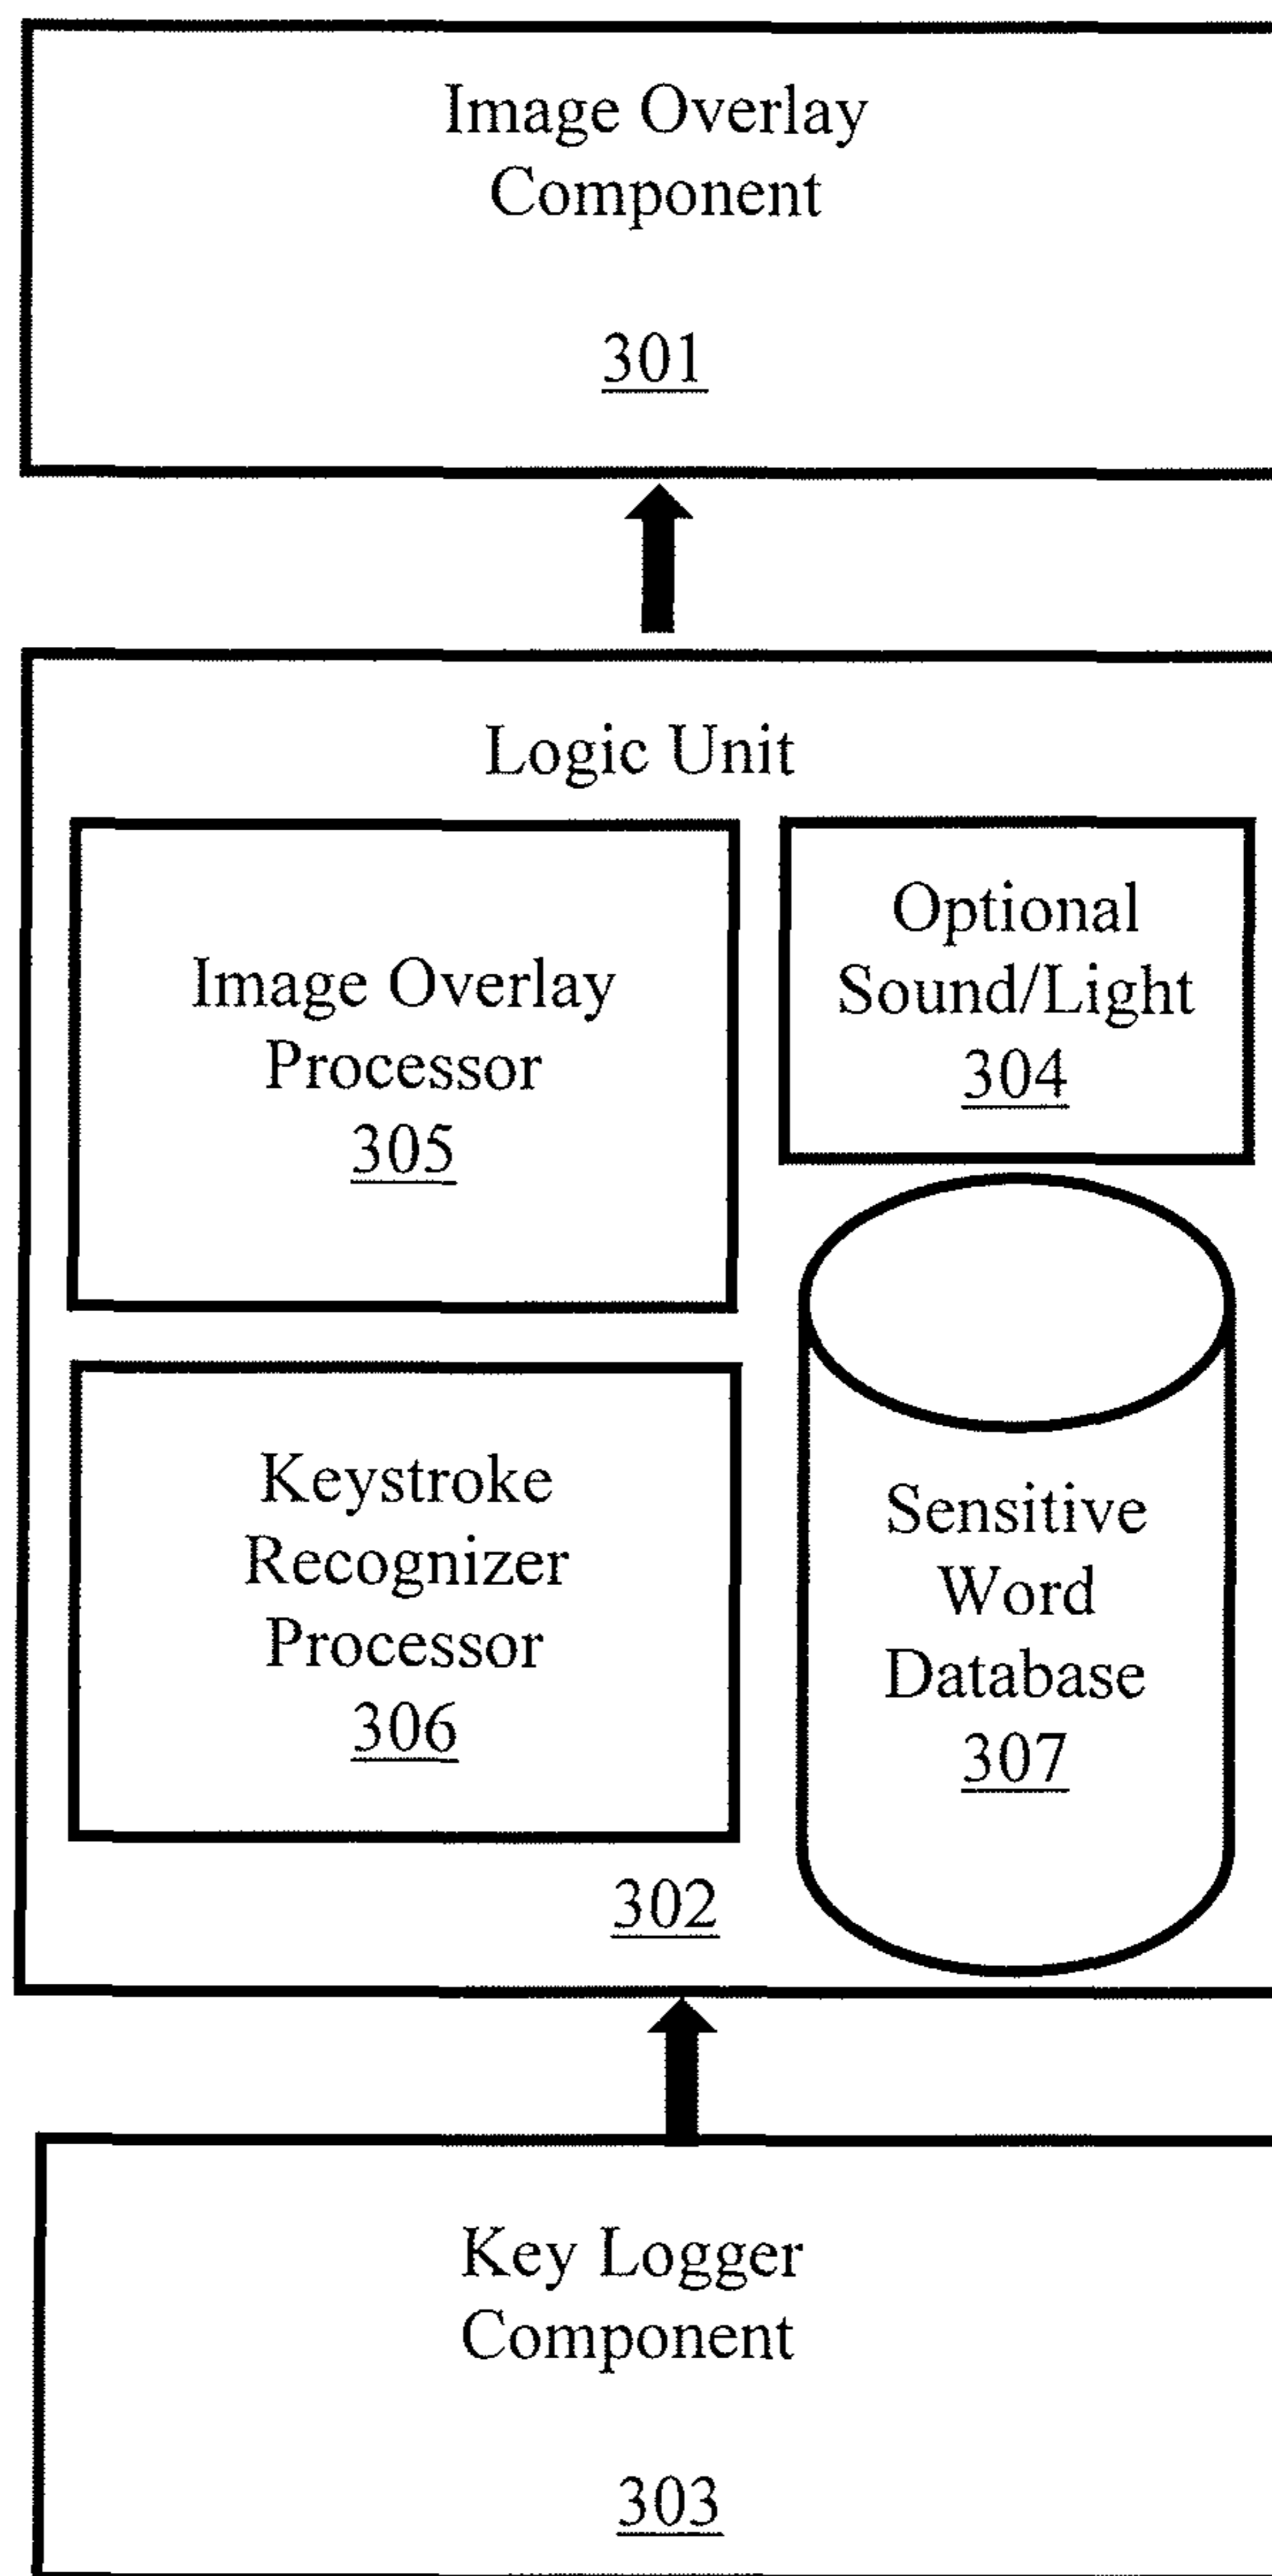 Image Overlay
Component
301
Logic Unit
Image Overlay
Processor
305
Optional
Sound/Light
304
Keystroke
Recognizer
Processor
306
Sensitive
Word
Database
307
302
Key Logger
Component
303